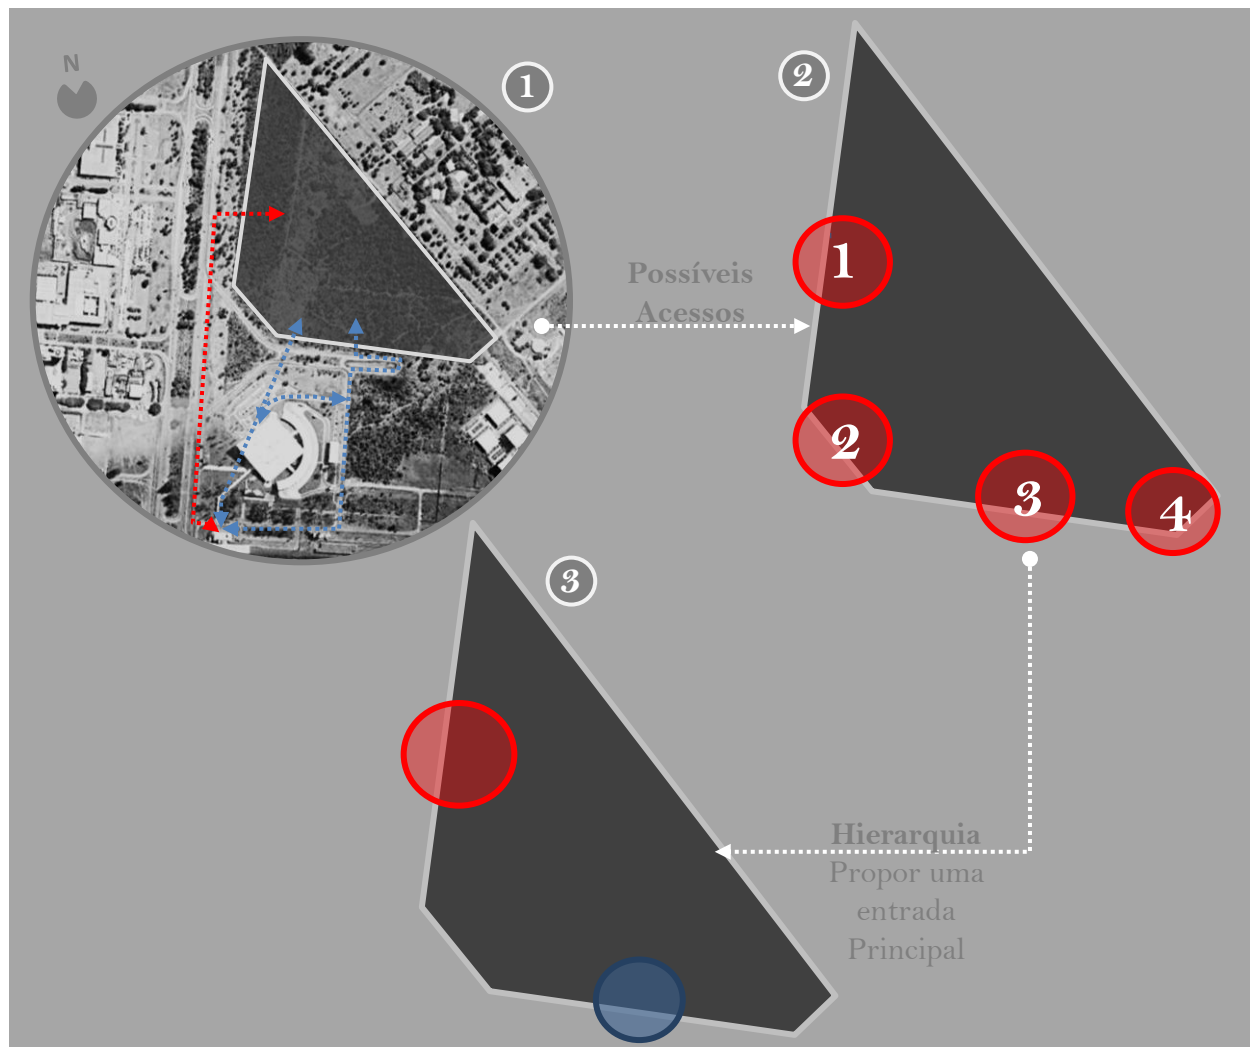 N
1
2
1
Possíveis
Acessos
2
3
4
3
Hierarquia
Propor uma
entrada
Principal